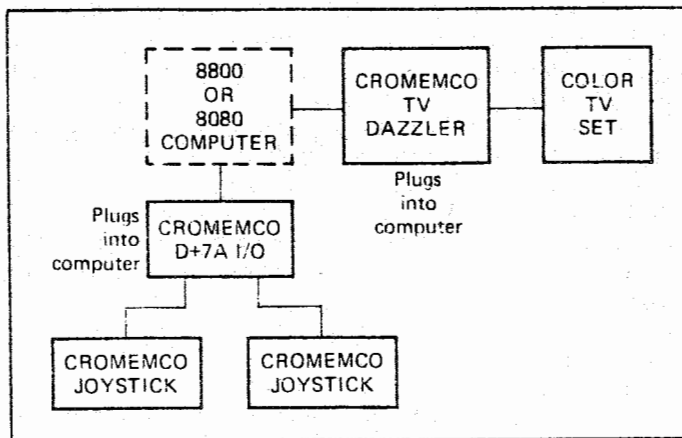 8800
OR
8080
COMPUTER
CROMEMCO
TV
DAZZLER
COLOR
TV
SET
Plugs
into
computer
Plugs
into
computer
CROMEMCO
D+7A I/O
CROMEMCO
JOYSTICK
CROMEMCO
JOYSTICK